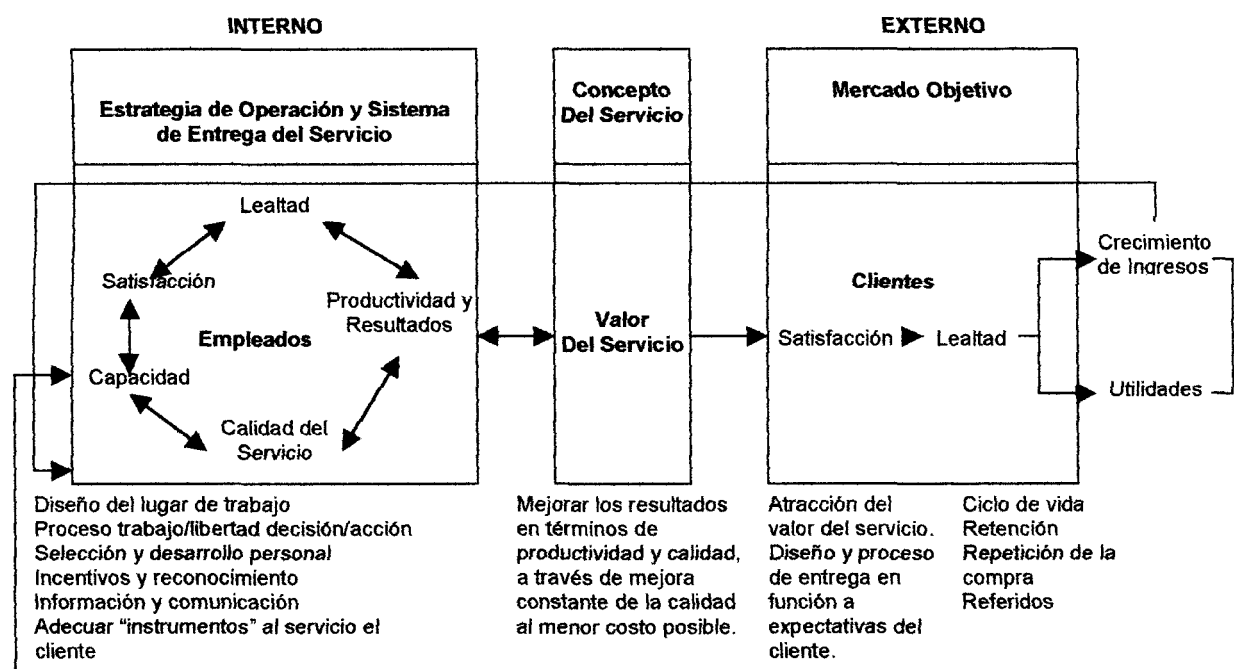 INTERNO
EXTERNO
Estrategia de Operación y Sistema
de Entrega del Servicio
Concepto
Del Servicio
Mercado Objetivo
Lealtad
Satisfacción
Productividad y
Resultados
Empleados
Capacidad
Calidad del
Servicio
Valor
Del Servicio
Clientes
Satisfacción
Lealtad
Crecimiento
de Ingresos
Utilidades
Diseño del lugar de trabajo
Proceso trabajo/libertad decisión/acción
Selección y desarrollo personal
Incentivos y reconocimiento
Información y comunicación
Adecuar "instrumentos" al servicio el
cliente
Mejorar los resultados
en términos de
productividad y calidad,
a través de mejora
constante de la calidad
al menor costo posible.
Atracción del
valor del servicio.
Diseño y proceso
de entrega en
función a
expectativas del
cliente.
Ciclo de vida
Retención
Repetición de la
compra
Referidos